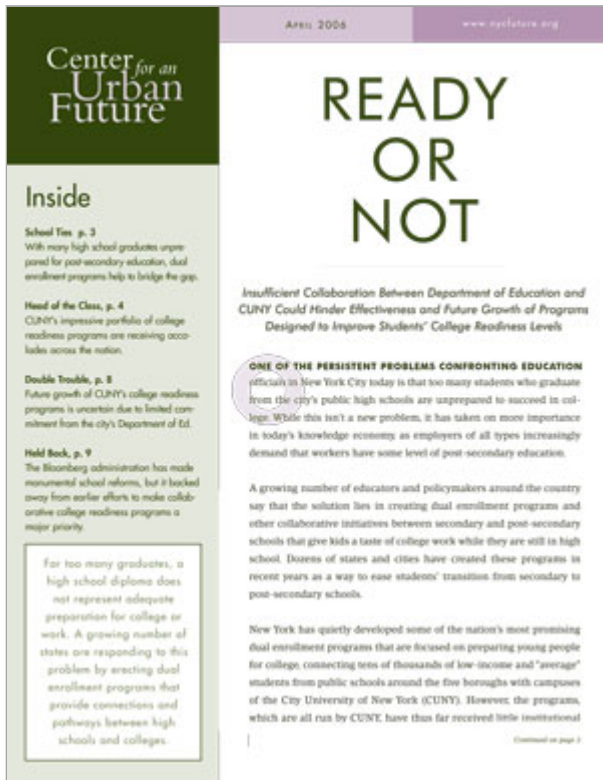 APRIL 2006
www.nycfuture.org
Center for an
Urban
Future
READY
OR
NOT
Insufficient Collaboration Between Department of Education and
CUNY Could Hinder Effectiveness and Future Growth of Programs
Designed to Improve Students' College Readiness Levels
Inside
School Ties p. 3
With many high school graduates unpre-
pared for post-secondary education, dual
enrollment programs help to bridge the gap.
Head of the Class, p. 4
CUNY's impressive portfolio of college
readiness programs are receiving acco-
lades across the nation.
Double Trouble, p. 8
Future growth of CUNY's college readiness
programs is uncertain due to limited com-
mitment from the city's Department of Ed.
Held Back, p. 9
The Bloomberg administration has made
monumental school reforms, but it backed
away from earlier efforts to make collab-
orative college readiness programs a
major priority.
For too many graduates, a
high school diploma does
not represent adequate
preparation for college or
work. A growing number of
states are responding to this
problem by erecting dual
enrollment programs that
provide connections and
pathways between high
schools and colleges.
ONE OF THE PERSISTENT PROBLEMS CONFRONTING EDUCATION
officials in New York City today is that too many students who graduate
from the city's public high schools are unprepared to succeed in col-
lege. While this isn't a new problem, it has taken on more importance
in today's knowledge economy, as employers of all types increasingly
demand that workers have some level of post-secondary education.
A growing number of educators and policymakers around the country
say that the solution lies in creating dual enrollment programs and
other collaborative initiatives between secondary and post-secondary
schools that give kids a taste of college work while they are still in high
school. Dozens of states and cities have created these programs in
recent years as a way to ease students' transition from secondary to
post-secondary schools.
New York has quietly developed some of the nation's most promising
dual enrollment programs that are focused on preparing young people
for college, connecting tens of thousands of low-income and "average"
students from public schools around the five boroughs with campuses
of the City University of New York (CUNY). However, the programs,
which are all run by CUNY, have thus far received little institutional
Continued on page 2